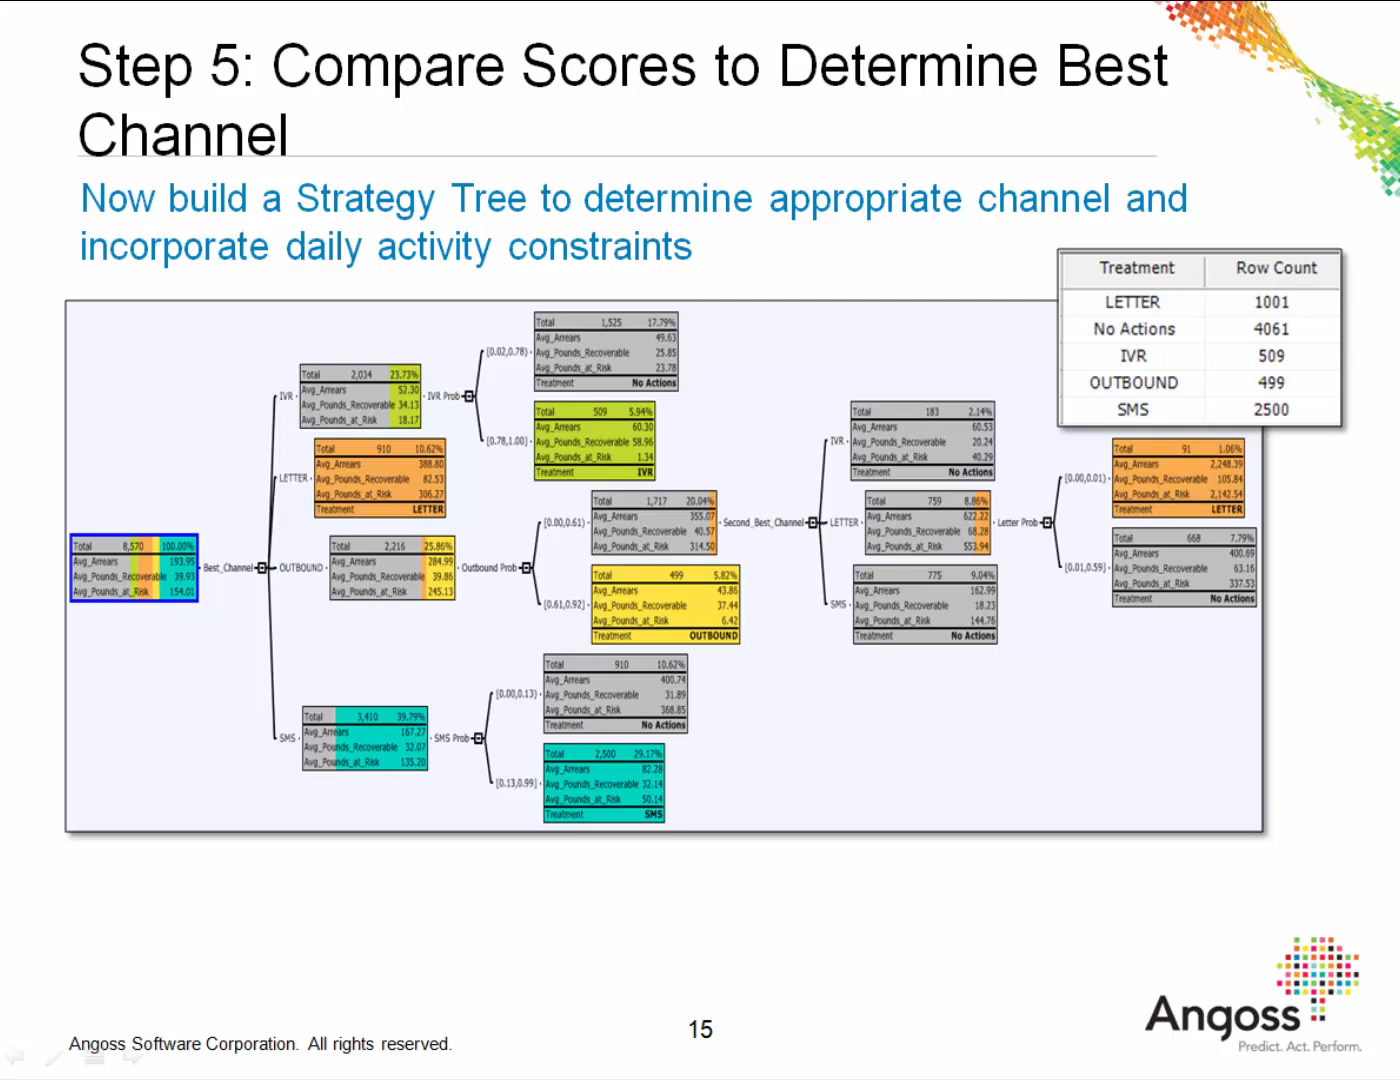 Step 5: Compare Scores to Determine Best
Channel
Now build a Strategy Tree to determine appropriate channel and
incorporate daily activity constraints
Treatment Row Count
LETTER 1001
No Actions 4061
IVR 509
OUTBOUND 499
SMS 2500
Total 8,570 100.00%
Avg_Arrears 193.95
Avg_Pounds_Recoverable 39.93
Avg_Pounds_at_Risk 154.01
Best_Channel
IVR
Total 2,034 23.73%
Avg_Arrears 52.30
Avg_Pounds_Recoverable 34.13
Avg_Pounds_at_Risk 18.17
IVR Prob
[0.02,0.78)
Total 1,525 17.79%
Avg_Arrears 49.63
Avg_Pounds_Recoverable 25.85
Avg_Pounds_at_Risk 23.78
Treatment No Actions
[0.78,1.00]
Total 509 5.94%
Avg_Arrears 60.30
Avg_Pounds_Recoverable 58.96
Avg_Pounds_at_Risk 1.34
Treatment IVR
LETTER
Total 910 10.62%
Avg_Arrears 388.80
Avg_Pounds_Recoverable 82.53
Avg_Pounds_at_Risk 306.27
Treatment LETTER
OUTBOUND
Total 2,216 25.86%
Avg_Arrears 284.99
Avg_Pounds_Recoverable 39.86
Avg_Pounds_at_Risk 245.13
Outbound Prob
[0.00,0.61)
Total 1,717 20.04%
Avg_Arrears 355.07
Avg_Pounds_Recoverable 40.57
Avg_Pounds_at_Risk 314.50
Second_Best_Channel
IVR
Total 183 2.14%
Avg_Arrears 60.53
Avg_Pounds_Recoverable 20.24
Avg_Pounds_at_Risk 40.29
Treatment No Actions
LETTER
Total 759 8.86%
Avg_Arrears 622.22
Avg_Pounds_Recoverable 68.28
Avg_Pounds_at_Risk 553.94
Letter Prob
[0.00,0.01)
Total 91 1.06%
Avg_Arrears 2,248.39
Avg_Pounds_Recoverable 105.84
Avg_Pounds_at_Risk 2,142.54
Treatment LETTER
[0.01,0.59]
Total 668 7.79%
Avg_Arrears 400.69
Avg_Pounds_Recoverable 63.16
Avg_Pounds_at_Risk 337.53
Treatment No Actions
SMS
Total 775 9.04%
Avg_Arrears 162.99
Avg_Pounds_Recoverable 18.23
Avg_Pounds_at_Risk 144.76
Treatment No Actions
[0.61,0.92]
Total 499 5.82%
Avg_Arrears 43.86
Avg_Pounds_Recoverable 37.44
Avg_Pounds_at_Risk 6.42
Treatment OUTBOUND
SMS
Total 3,410 39.79%
Avg_Arrears 167.27
Avg_Pounds_Recoverable 32.07
Avg_Pounds_at_Risk 135.20
SMS Prob
[0.00,0.13)
Total 910 10.62%
Avg_Arrears 400.74
Avg_Pounds_Recoverable 31.89
Avg_Pounds_at_Risk 368.85
Treatment No Actions
[0.13,0.99]
Total 2,500 29.17%
Avg_Arrears 82.28
Avg_Pounds_Recoverable 32.14
Avg_Pounds_at_Risk 50.14
Treatment SMS
Angoss Software Corporation. All rights reserved.
15
Angoss
Predict. Act. Perform.